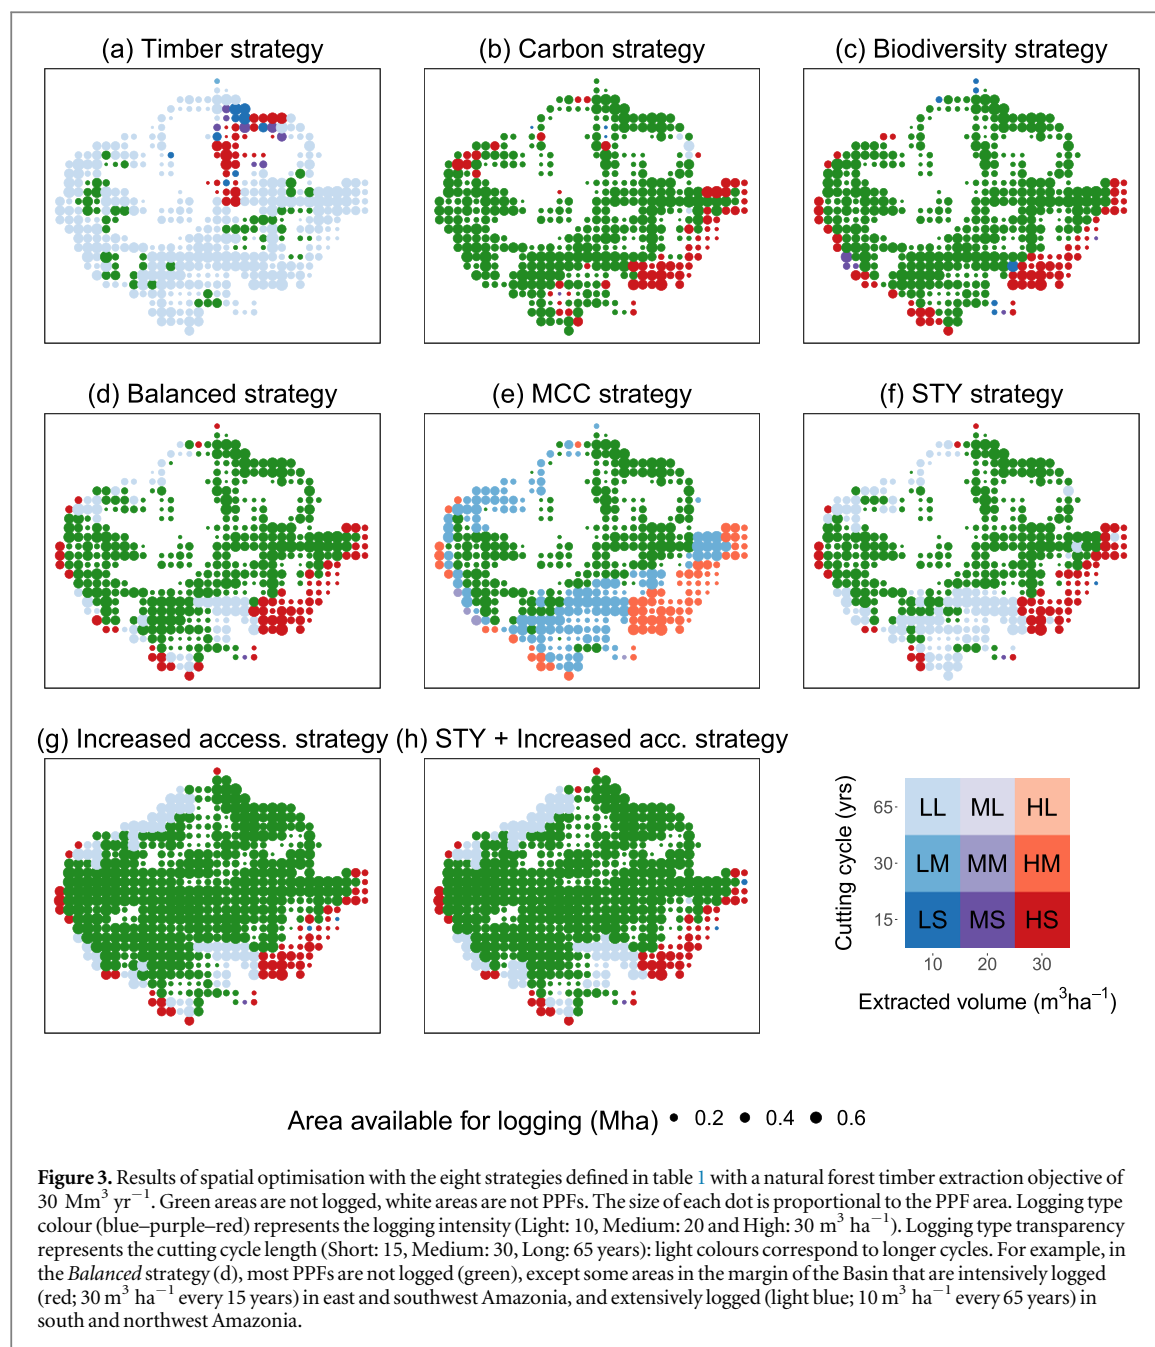 (a) Timber strategy
(b) Carbon strategy
(c) Biodiversity strategy
(d) Balanced strategy
(e) MCC strategy
(f) STY strategy
(g) Increased access. strategy
(h) STY + Increased acc. strategy
Cutting cycle (yrs)
65
LL ML HL
30
LM MM HM
15
LS MS HS
10 20 30
Extracted volume (m³ha⁻¹)
Area available for logging (Mha) 0.2 0.4 0.6
Figure 3. Results of spatial optimisation with the eight strategies defined in table 1 with a natural forest timber extraction objective of
30 Mm³ yr⁻¹. Green areas are not logged, white areas are not PPFs. The size of each dot is proportional to the PPF area. Logging type
colour (blue–purple–red) represents the logging intensity (Light: 10, Medium: 20 and High: 30 m³ ha⁻¹). Logging type transparency
represents the cutting cycle length (Short: 15, Medium: 30, Long: 65 years): light colours correspond to longer cycles. For example, in
the Balanced strategy (d), most PPFs are not logged (green), except some areas in the margin of the Basin that are intensively logged
(red; 30 m³ ha⁻¹ every 15 years) in east and southwest Amazonia, and extensively logged (light blue; 10 m³ ha⁻¹ every 65 years) in
south and northwest Amazonia.